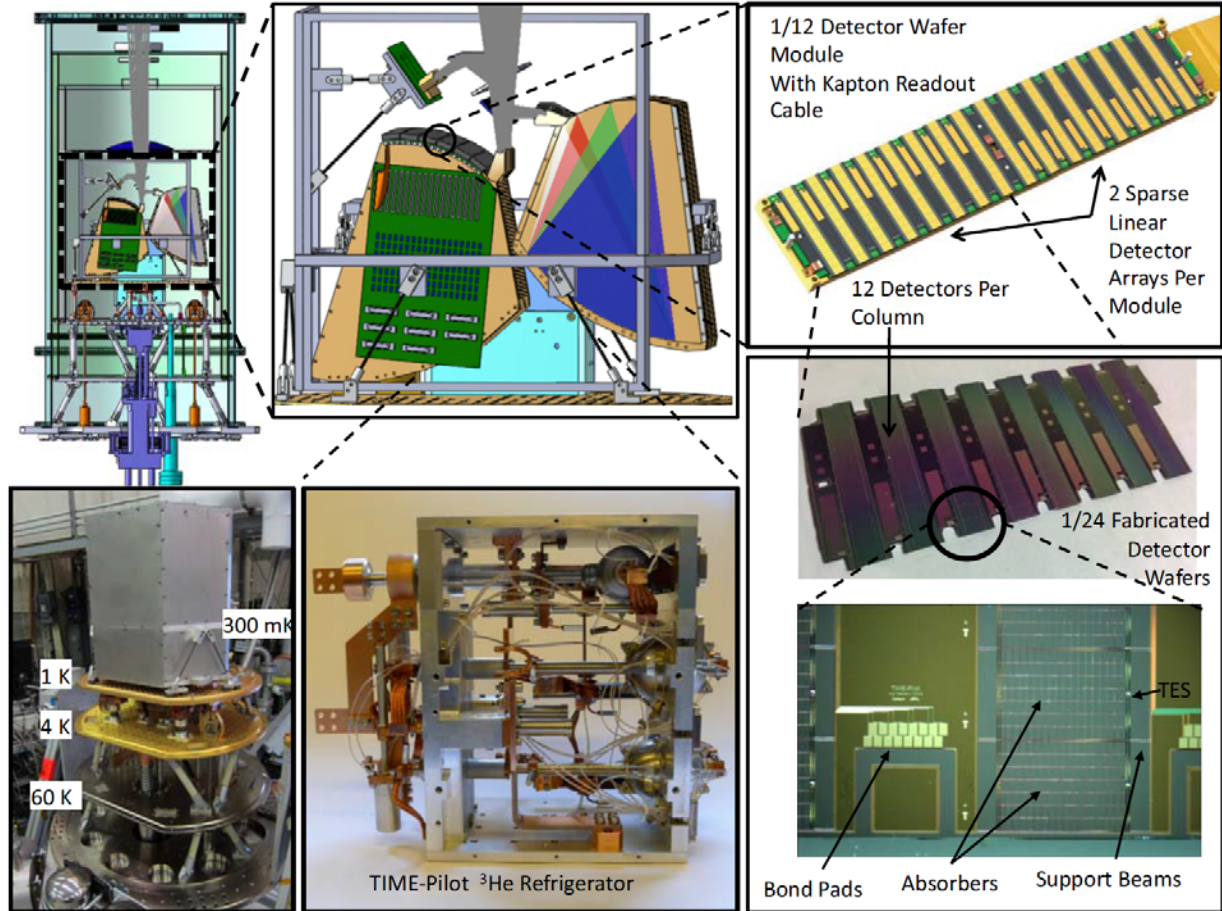 1/12 Detector Wafer
Module
With Kapton Readout
Cable
2 Sparse
Linear
Detector
Arrays Per
Module
12 Detectors Per
Column
1/24 Fabricated
Detector
Wafers
300 mK
1 K
4 K
60 K
TIME-Pilot ³He Refrigerator
TIME-Pilot
TES
Bond Pads
Absorbers
Support Beams